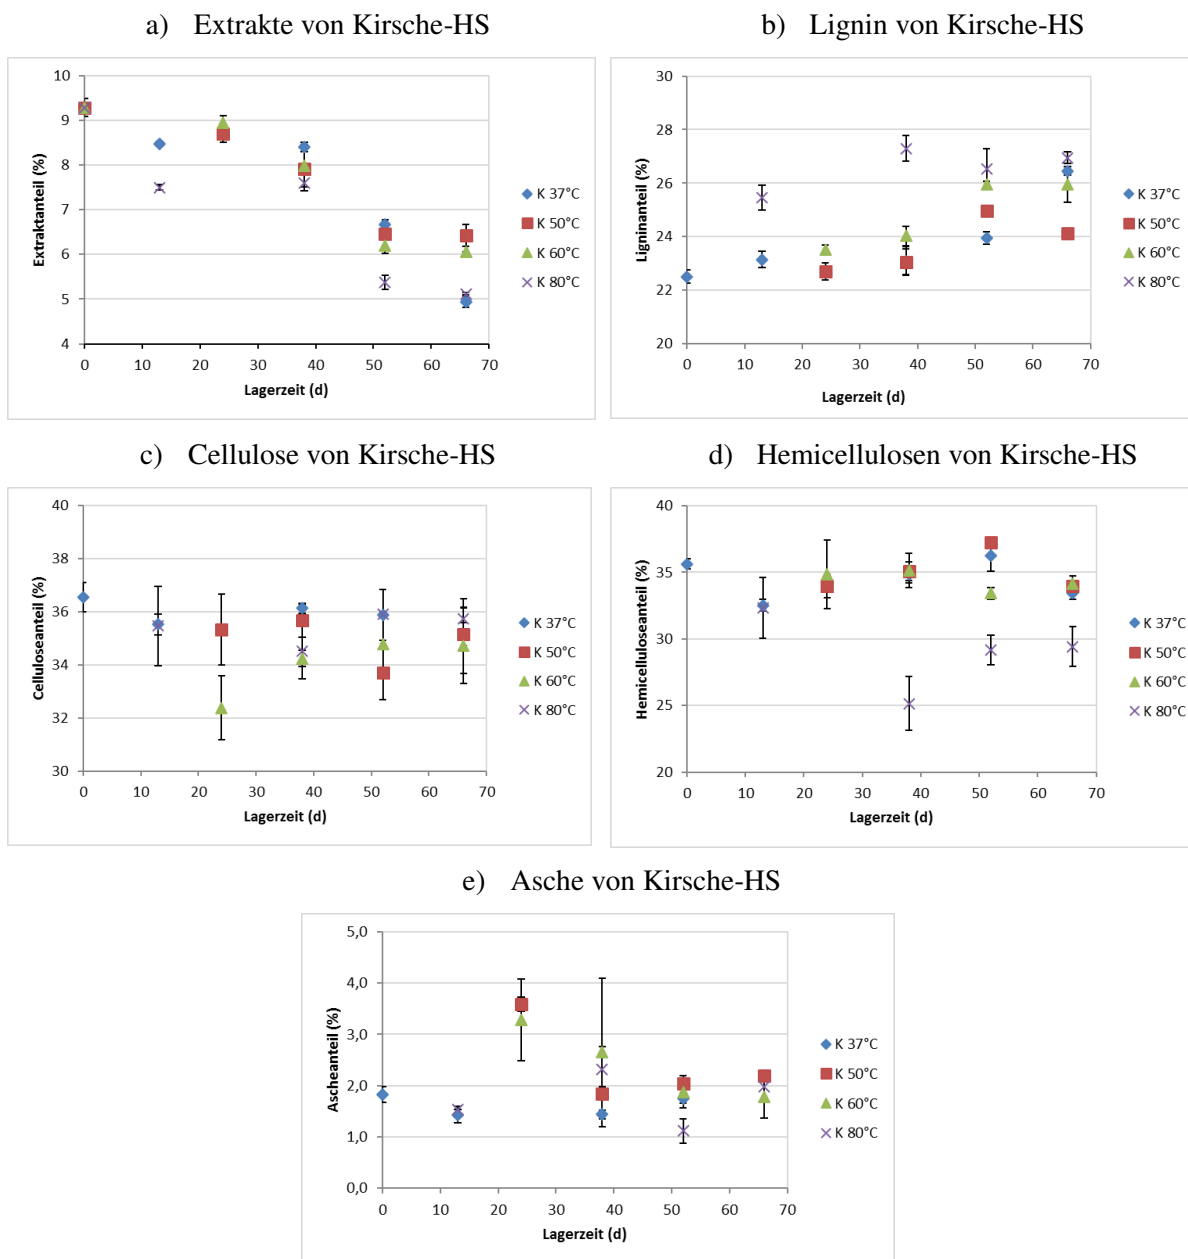 a) Extrakte von Kirsche-HS
10
9
8
7
6
5
4
0 10 20 30 40 50 60 70
Extraktanteil (%)
Lagerzeit (d)
K 37°C
K 50°C
K 60°C
K 80°C
b) Lignin von Kirsche-HS
30
28
26
24
22
20
0 10 20 30 40 50 60 70
Ligninanteil (%)
Lagerzeit (d)
K 37°C
K 50°C
K 60°C
K 80°C
c) Cellulose von Kirsche-HS
40
38
36
34
32
30
0 10 20 30 40 50 60 70
Celluloseanteil (%)
Lagerzeit (d)
K 37°C
K 50°C
K 60°C
K 80°C
d) Hemicellulosen von Kirsche-HS
40
35
30
25
20
0 10 20 30 40 50 60 70
Hemicelluloseanteil (%)
Lagerzeit (d)
K 37°C
K 50°C
K 60°C
K 80°C
e) Asche von Kirsche-HS
5,0
4,0
3,0
2,0
1,0
0,0
0 10 20 30 40 50 60 70
Ascheanteil (%)
Lagerzeit (d)
K 37°C
K 50°C
K 60°C
K 80°C